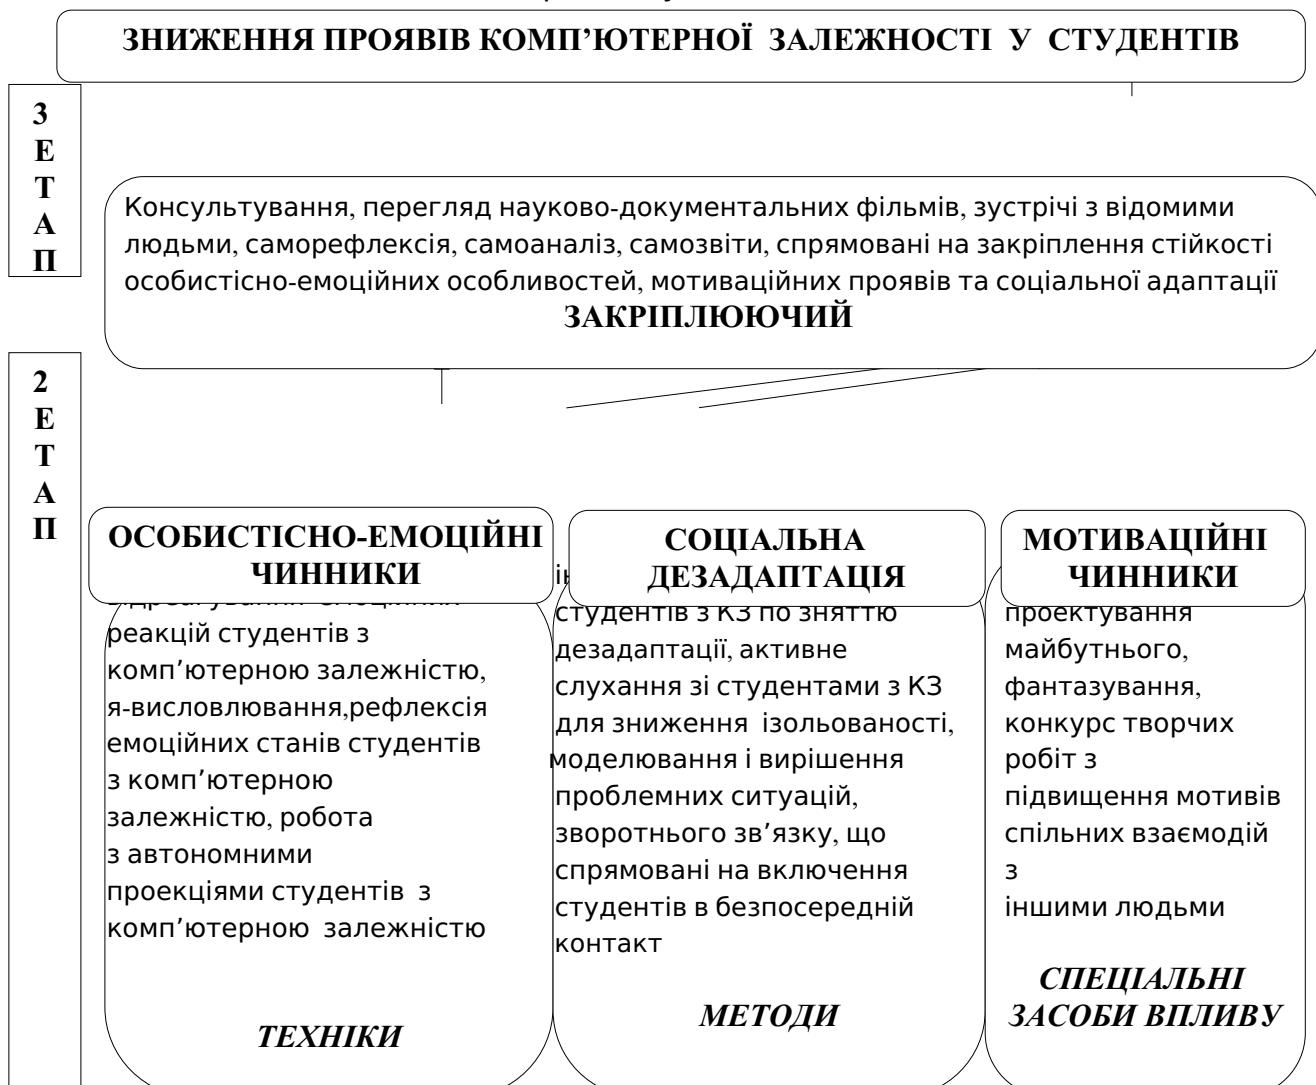 ЗНИЖЕННЯ ПРОЯВІВ КОМП’ЮТЕРНОЇ ЗАЛЕЖНОСТІ У СТУДЕНТІВ
3
Е
Т
А
П
Консультування, перегляд науково-документальних фільмів, зустрічі з відомими
людьми, саморефлексія, самоаналіз, самозвіти, спрямовані на закріплення стійкості
особистісно-емоційних особливостей, мотиваційних проявів та соціальної адаптації
ЗАКРІПЛЮЮЧИЙ
2
Е
Т
А
П
ОСОБИСТІСНО-ЕМОЦІЙНІ
ЧИННИКИ
реакцій студентів з
комп’ютерною залежністю,
я-висловлювання,рефлексія
емоційних станів студентів
з комп’ютерною
залежністю, робота
з автономними
проекціями студентів з
комп’ютерною залежністю
ТЕХНІКИ
СОЦІАЛЬНА
ДЕЗАДАПТАЦІЯ
студентів з КЗ по зняттю
дезадаптації, активне
слухання зі студентами з КЗ
для зниження ізольованості,
моделювання і вирішення
проблемних ситуацій,
зворотнього зв’язку, що
спрямовані на включення
студентів в безпосередній
контакт
МЕТОДИ
МОТИВАЦІЙНІ
ЧИННИКИ
проектування
майбутнього,
фантазування,
конкурс творчих
робіт з
підвищення мотивів
спільних взаємодій
з
іншими людьми
СПЕЦІАЛЬНІ
ЗАСОБИ ВПЛИВУ